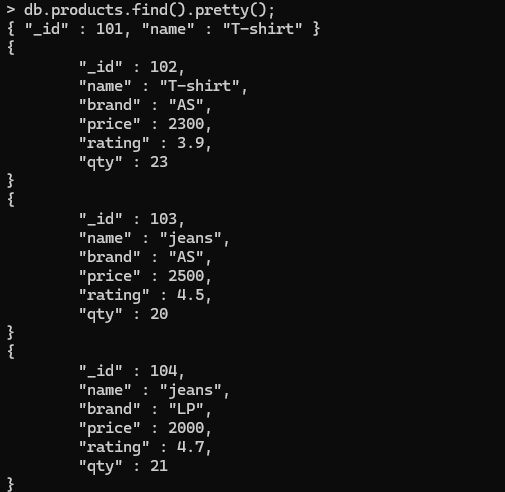 > db.products.find().pretty();
{ "_id" : 101, "name" : "T-shirt" }
{
        "_id" : 102,
        "name" : "T-shirt",
        "brand" : "AS",
        "price" : 2300,
        "rating" : 3.9,
        "qty" : 23
}
{
        "_id" : 103,
        "name" : "jeans",
        "brand" : "AS",
        "price" : 2500,
        "rating" : 4.5,
        "qty" : 20
}
{
        "_id" : 104,
        "name" : "jeans",
        "brand" : "LP",
        "price" : 2000,
        "rating" : 4.7,
        "qty" : 21
}